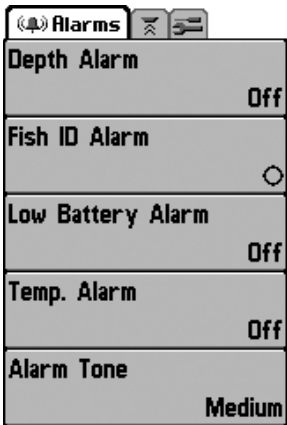 Alarms
Depth Alarm
Off
Fish ID Alarm
Low Battery Alarm
Off
Temp. Alarm
Off
Alarm Tone
Medium